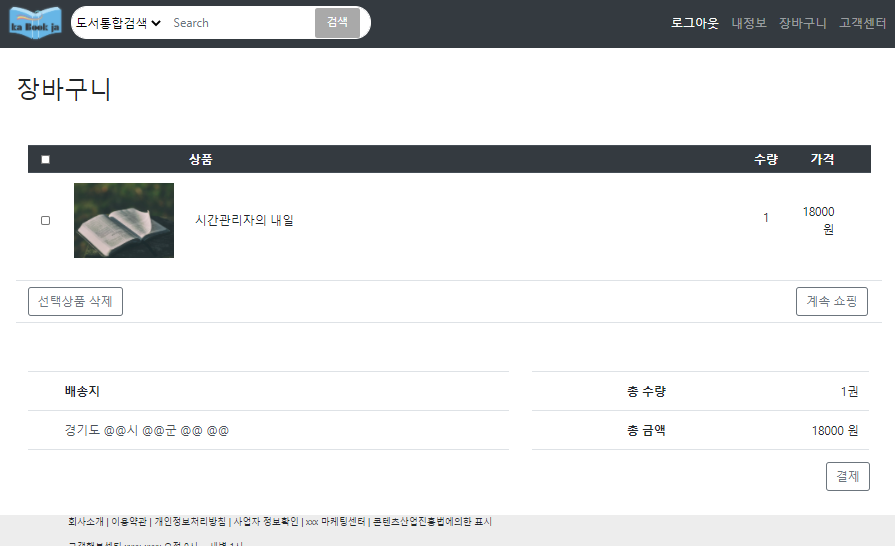 ka Book ja
도서통합검색
Search
검색
로그아웃 내정보 장바구니 고객센터
장바구니
상품 수량 가격
시간관리자의 내일 1 18000
원
선택상품 삭제 계속 쇼핑
배송지 총 수량 1권
경기도 @@시 @@군 @@ @@ 총 금액 18000 원
결제
회사소개 | 이용약관 | 개인정보처리방침 | 사업자 정보확인 | xxx 마케팅센터 | 콘텐츠산업진흥법에의한 표시